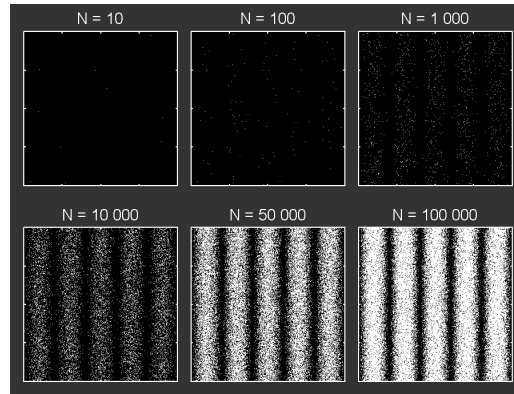 N = 10
N = 100
N = 1 000
N = 10 000
N = 50 000
N = 100 000